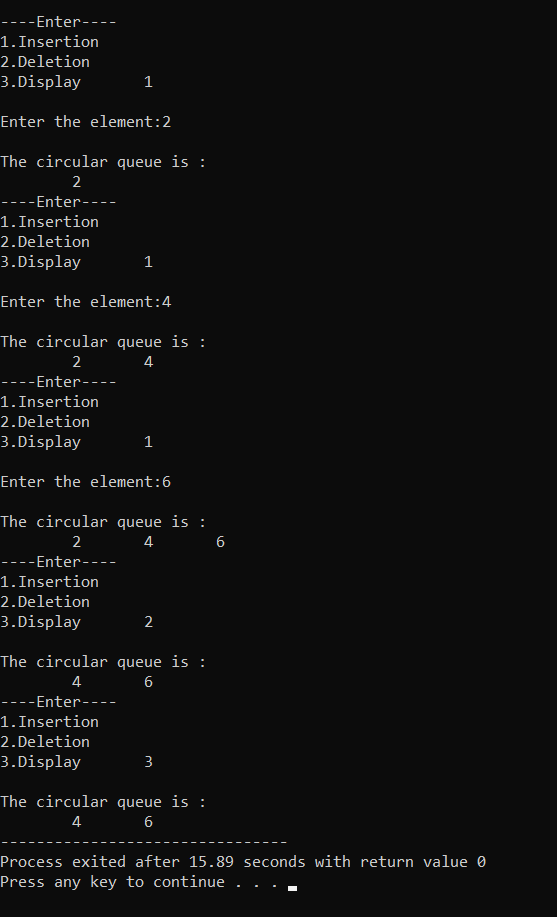 ----Enter----
1.Insertion
2.Deletion
3.Display       1
Enter the element:2
The circular queue is :
        2
----Enter----
1.Insertion
2.Deletion
3.Display       1
Enter the element:4
The circular queue is :
        2       4
----Enter----
1.Insertion
2.Deletion
3.Display       1
Enter the element:6
The circular queue is :
        2       4       6
----Enter----
1.Insertion
2.Deletion
3.Display       2
The circular queue is :
        4       6
----Enter----
1.Insertion
2.Deletion
3.Display       3
The circular queue is :
        4       6
--------------------------------
Process exited after 15.89 seconds with return value 0
Press any key to continue . . .